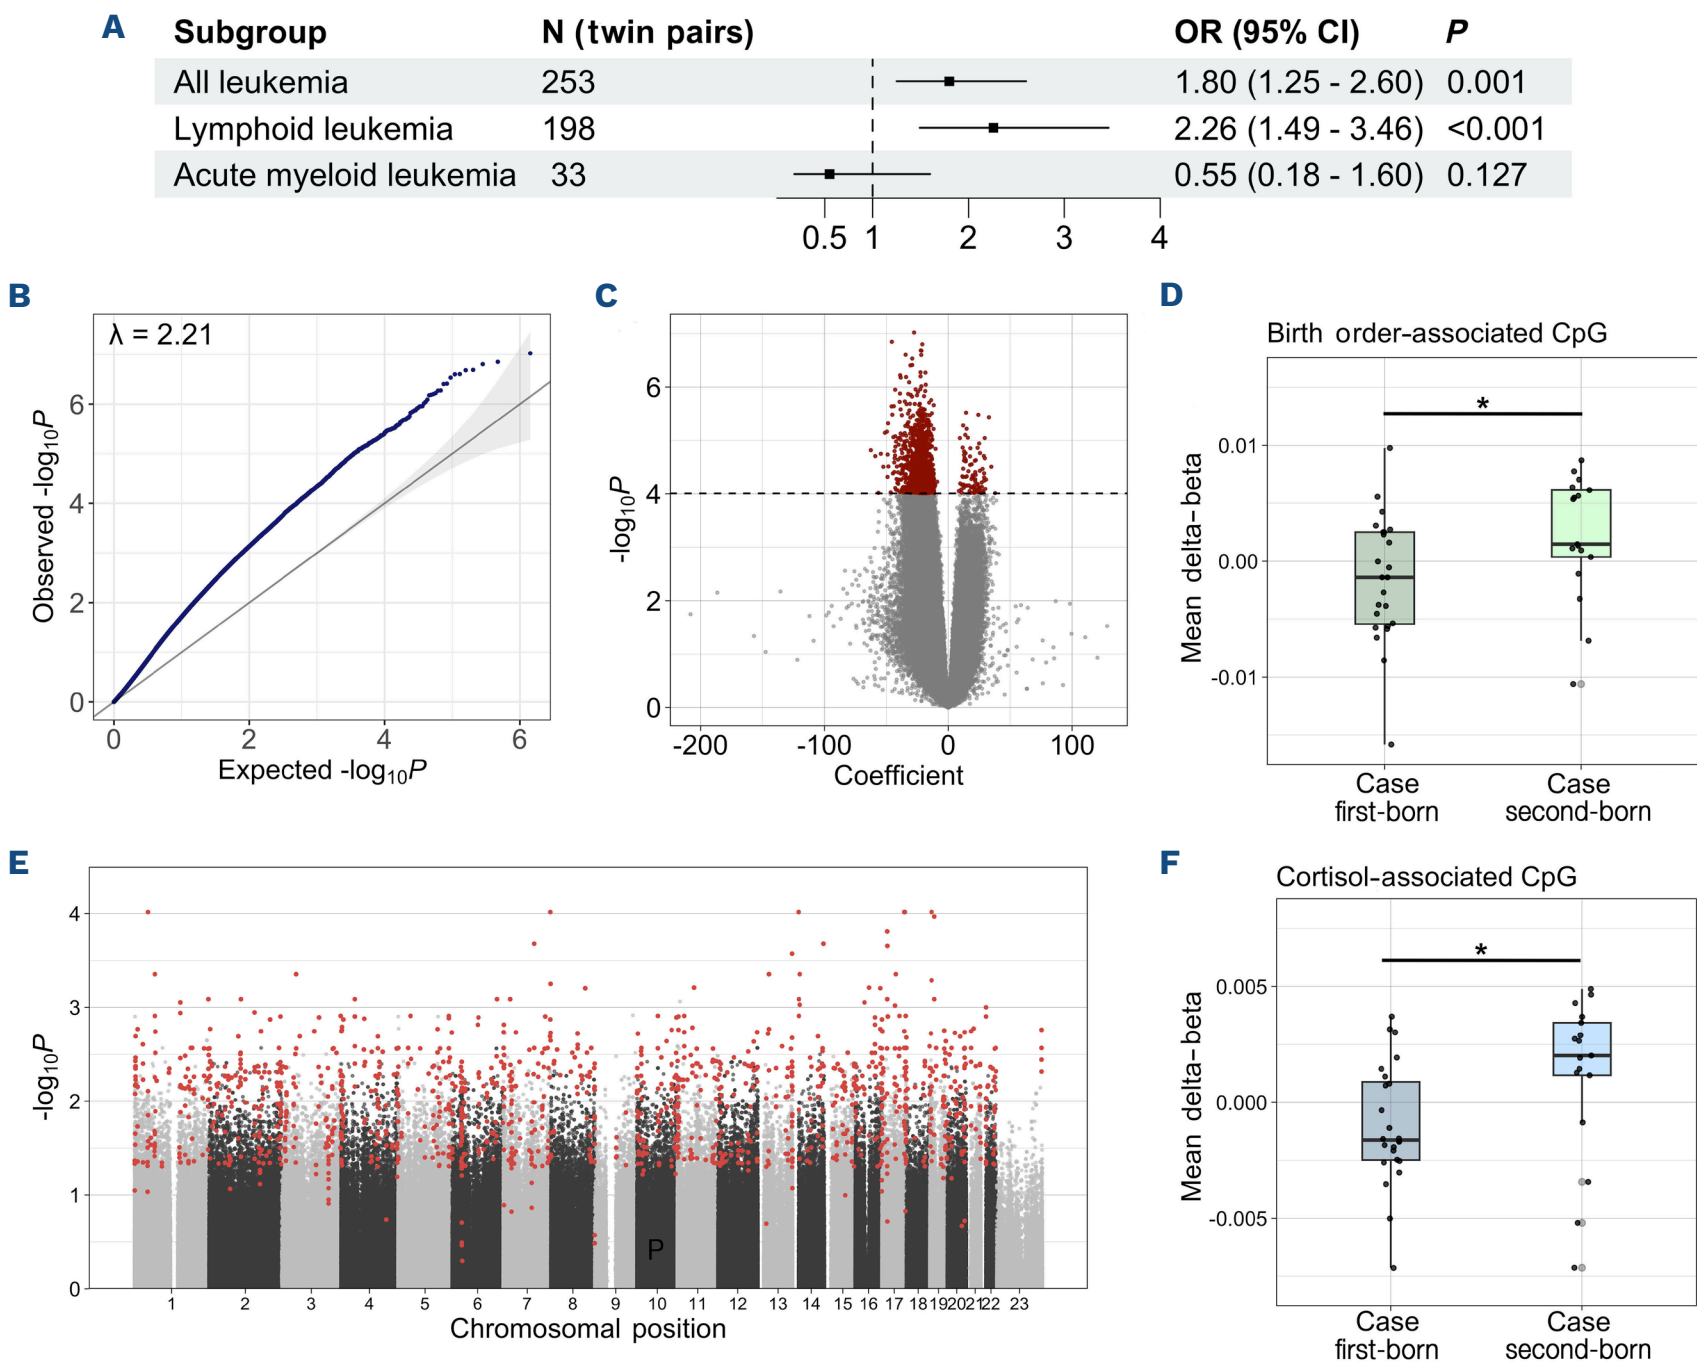 A
Subgroup N (twin pairs) OR (95% CI) P
All leukemia 253 1.80 (1.25 - 2.60) 0.001
Lymphoid leukemia 198 2.26 (1.49 - 3.46) <0.001
Acute myeloid leukemia 33 0.55 (0.18 - 1.60) 0.127
0.5 1 2 3 4
B
λ = 2.21
Observed -log10P
6
4
2
0
0 2 4 6
Expected -log10P
C
-log10P
6
4
2
0
-200 -100 0 100
Coefficient
D
Birth order-associated CpG
*
Mean delta-beta
0.01
0.00
-0.01
Case first-born
Case second-born
E
-log10P
4
3
2
1
0
P
1 2 3 4 5 6 7 8 9 10 11 12 13 14 15 16 17 18 19 20 21 22 23
Chromosomal position
F
Cortisol-associated CpG
*
Mean delta-beta
0.005
0.000
-0.005
Case first-born
Case second-born